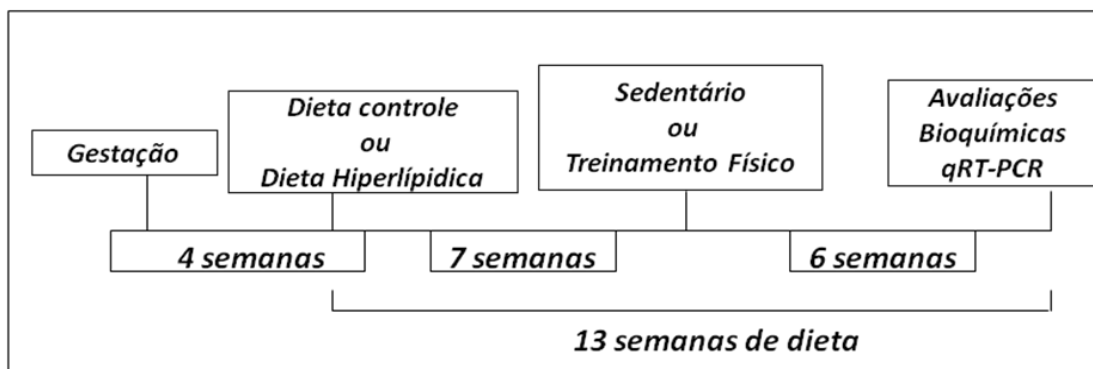 Gestação
Dieta controle
ou
Dieta Hiperlípidica
Sedentário
ou
Treinamento Físico
Avaliações
Bioquímicas
qRT-PCR
4 semanas
7 semanas
6 semanas
13 semanas de dieta